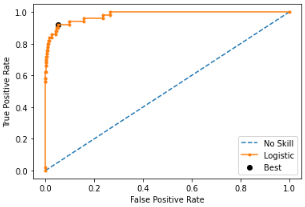 1.0
0.8
0.6
0.4
0.2
0.0
True Positive Rate
0.0 0.2 0.4 0.6 0.8 1.0
False Positive Rate
No Skill
Logistic
Best